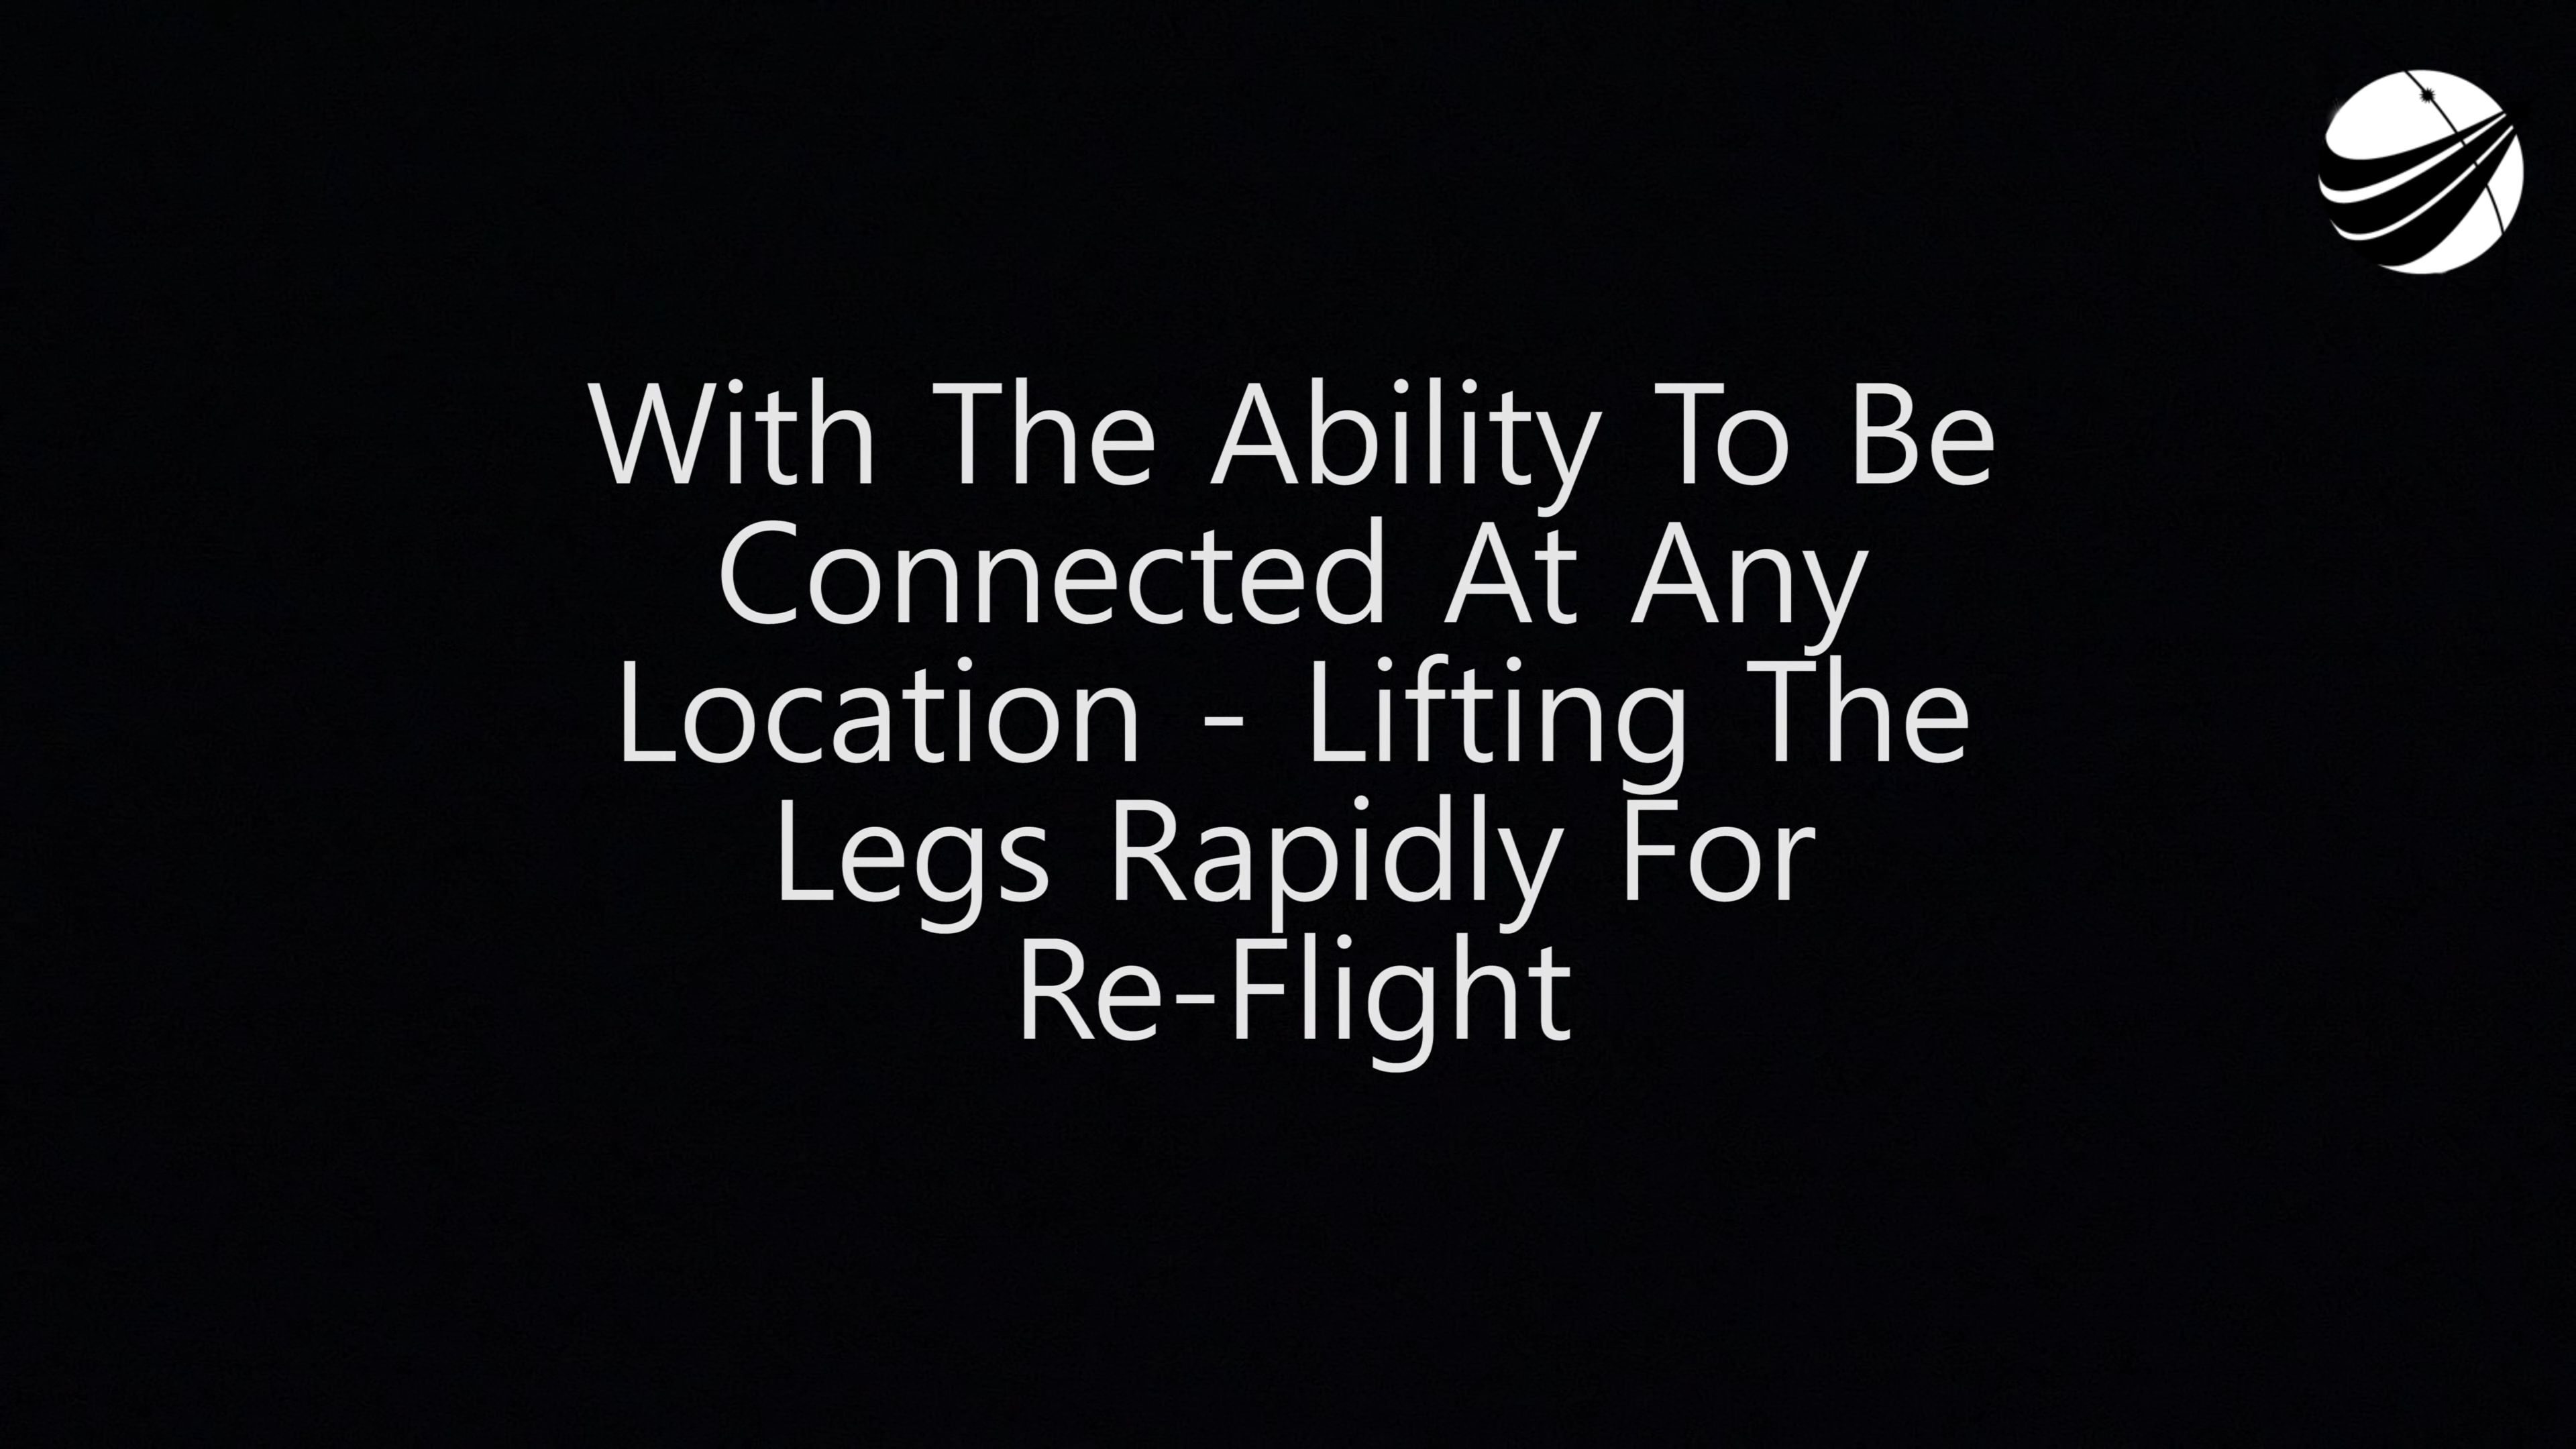 With The Ability To Be
Connected At Any
Location - Lifting The
Legs Rapidly For
Re-Flight